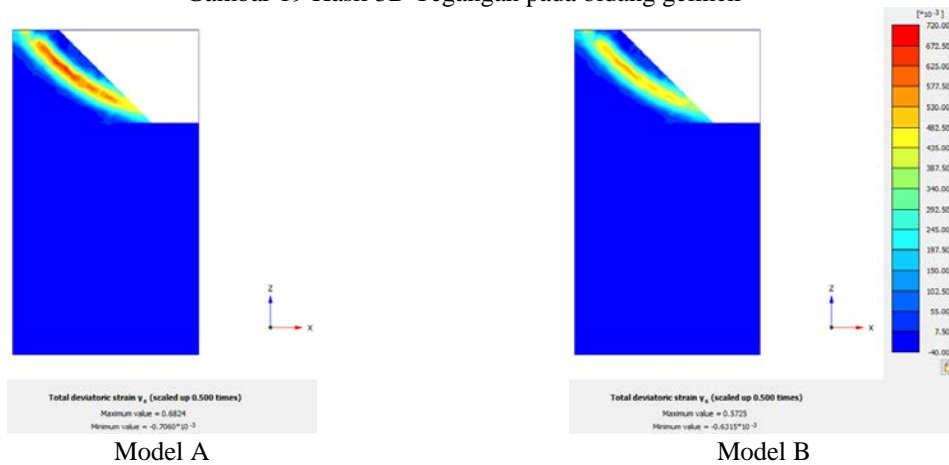 Gambar 19 Hasil 3D Tegangan pada bidang gelincir
[*10⁻³]
720.00
672.50
625.00
577.50
530.00
482.50
435.00
387.50
340.00
292.50
245.00
197.50
150.00
102.50
55.00
7.50
-40.00
Z
X
Z
X
Total deviatoric strain γₛ (scaled up 0.500 times)
Maximum value = 0.6824
Minimum value = -0.7060*10⁻³
Total deviatoric strain γₛ (scaled up 0.500 times)
Maximum value = 0.5725
Minimum value = -0.6315*10⁻³
Model A
Model B